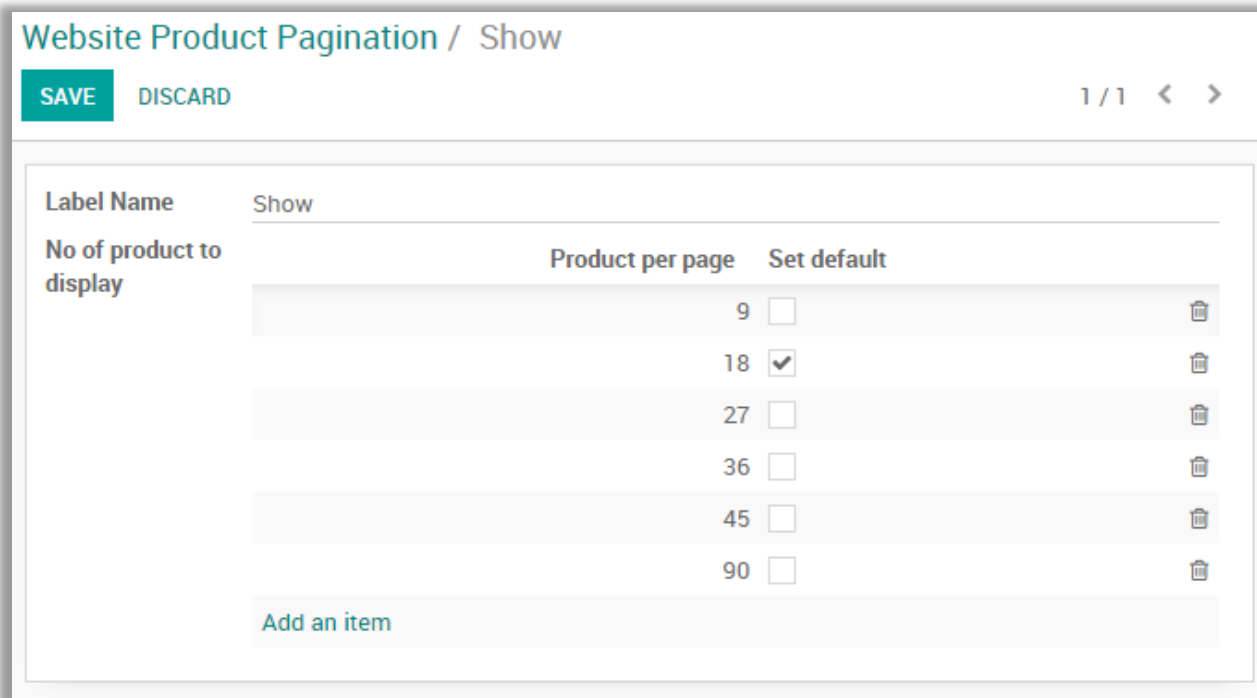 Website Product Pagination / Show
SAVE DISCARD 1 / 1
Label Name Show
No of product to display
Product per page Set default
9
18
27
36
45
90
Add an item